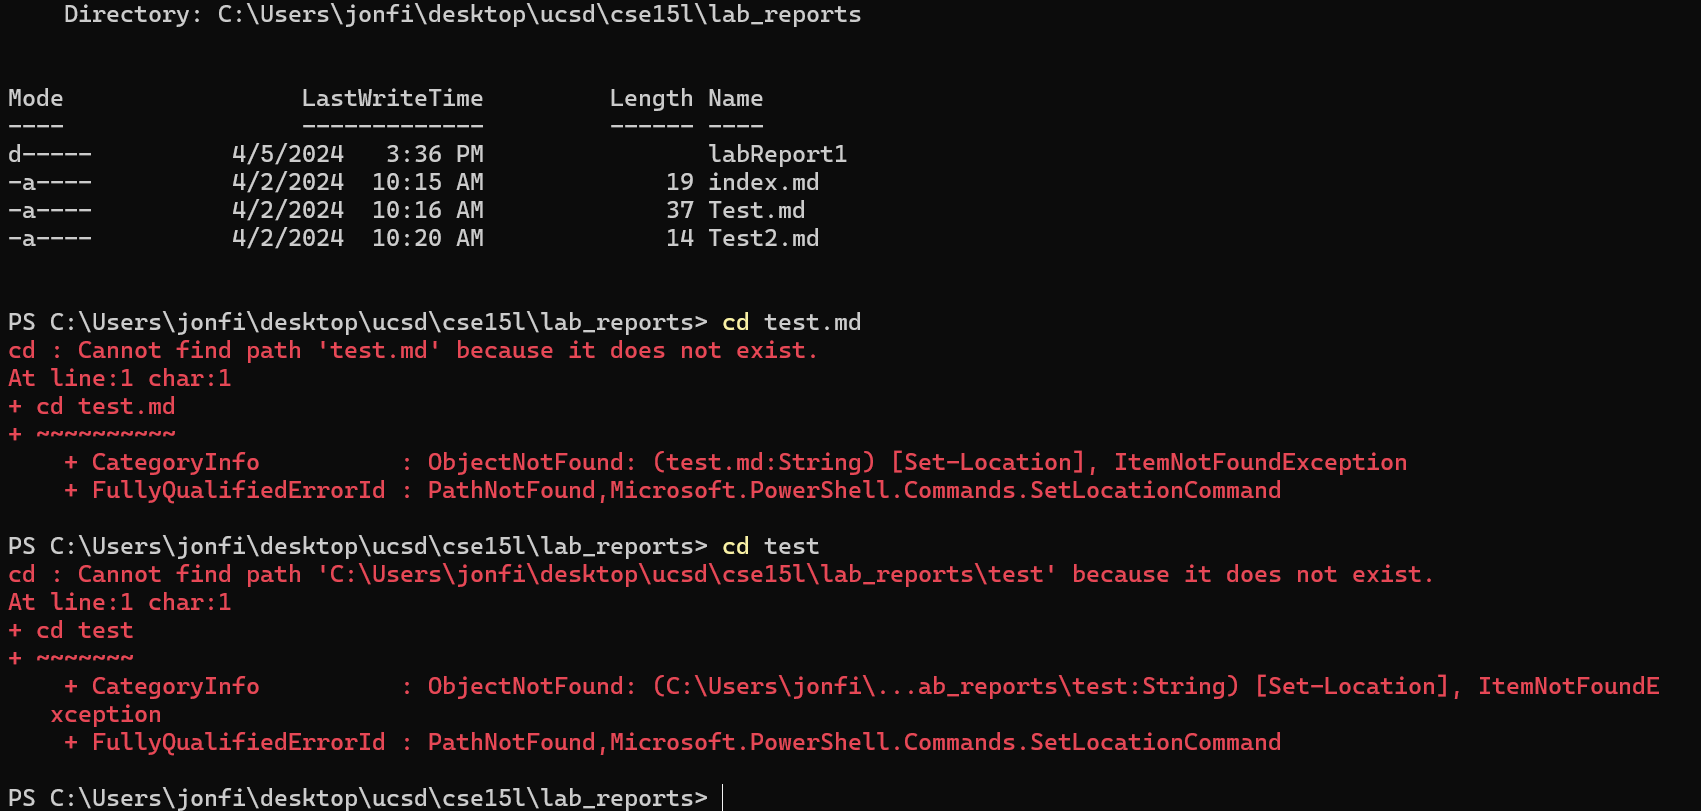 Directory: C:\Users\jonfi\desktop\ucsd\cse15l\lab_reports
Mode                 LastWriteTime         Length Name
----                 -------------         ------ ----
d-----          4/5/2024   3:36 PM                labReport1
-a----          4/2/2024  10:15 AM             19 index.md
-a----          4/2/2024  10:16 AM             37 Test.md
-a----          4/2/2024  10:20 AM             14 Test2.md
PS C:\Users\jonfi\desktop\ucsd\cse15l\lab_reports> cd test.md
cd : Cannot find path 'test.md' because it does not exist.
At line:1 char:1
+ cd test.md
+ ~~~~~~~~~~
    + CategoryInfo          : ObjectNotFound: (test.md:String) [Set-Location], ItemNotFoundException
    + FullyQualifiedErrorId : PathNotFound,Microsoft.PowerShell.Commands.SetLocationCommand
PS C:\Users\jonfi\desktop\ucsd\cse15l\lab_reports> cd test
cd : Cannot find path 'C:\Users\jonfi\desktop\ucsd\cse15l\lab_reports\test' because it does not exist.
At line:1 char:1
+ cd test
+ ~~~~~~~
    + CategoryInfo          : ObjectNotFound: (C:\Users\jonfi\...ab_reports\test:String) [Set-Location], ItemNotFoundE
   xception
    + FullyQualifiedErrorId : PathNotFound,Microsoft.PowerShell.Commands.SetLocationCommand
PS C:\Users\jonfi\desktop\ucsd\cse15l\lab_reports>